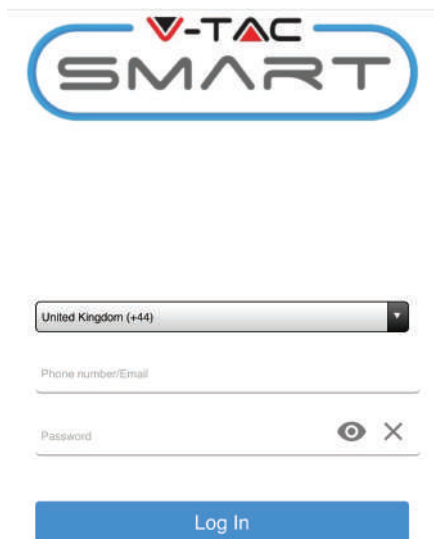 V-TAC
SMART
United Kingdom (+44)
Phone number/Email
Password
Log In